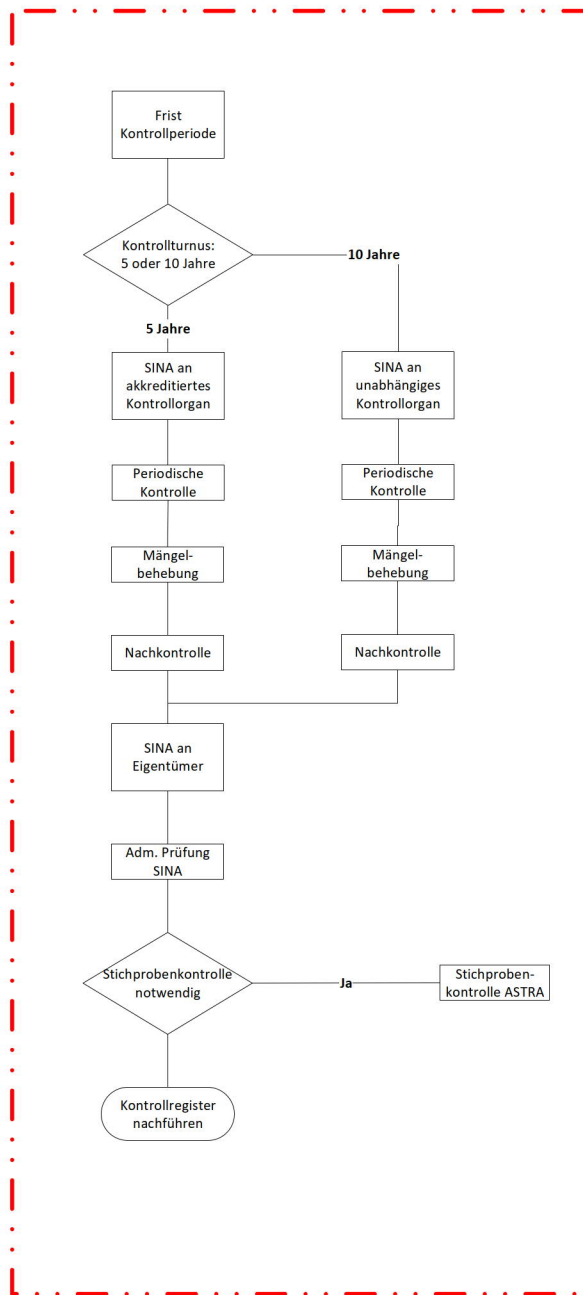 Frist
Kontrollperiode
Kontrollturnus:
5 oder 10 Jahre
10 Jahre
5 Jahre
SINA an
akkreditiertes
Kontrollorgan
SINA an
unabhängiges
Kontrollorgan
Periodische
Kontrolle
Periodische
Kontrolle
Mängel-
behebung
Mängel-
behebung
Nachkontrolle
Nachkontrolle
SINA an
Eigentümer
Adm. Prüfung
SINA
Stichprobenkontrolle
notwendig
Ja
Stichproben-
kontrolle ASTRA
Kontrollregister
nachführen